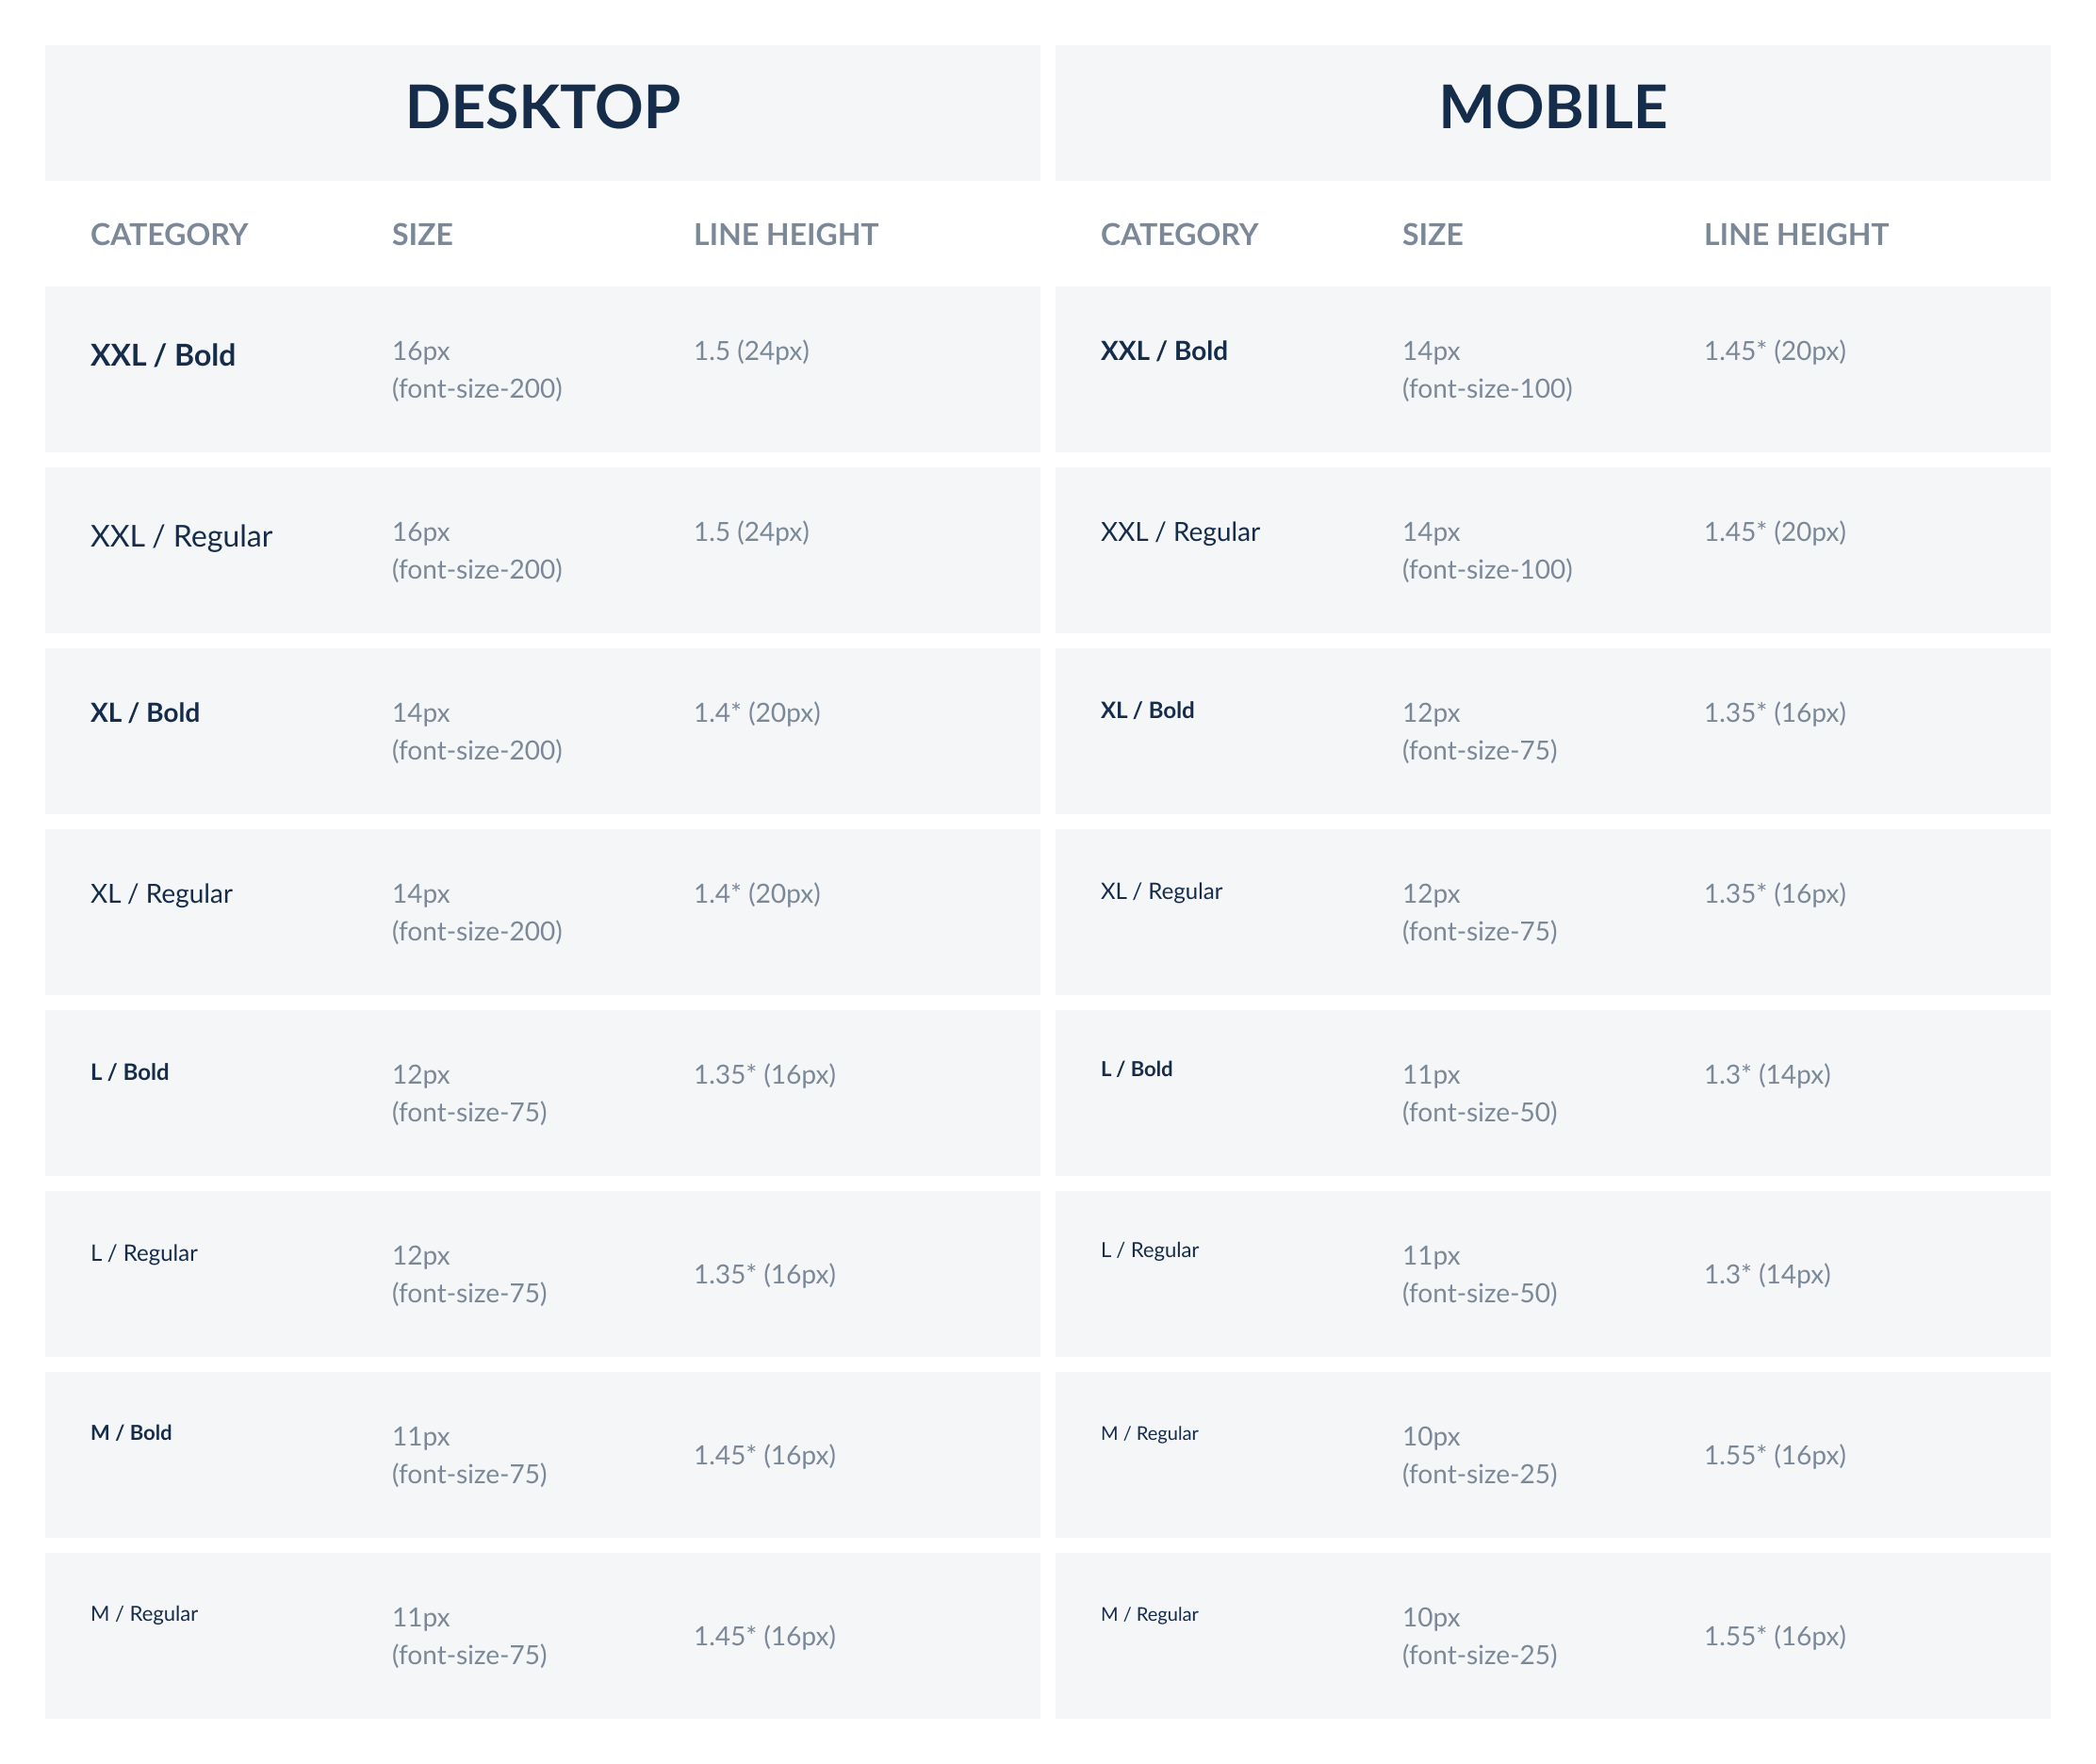 DESKTOP
MOBILE
CATEGORY SIZE LINE HEIGHT CATEGORY SIZE LINE HEIGHT
XXL / Bold 16px 1.5 (24px) XXL / Bold 14px 1.45* (20px)
(font-size-200) (font-size-100)
XXL / Regular 16px 1.5 (24px) XXL / Regular 14px 1.45* (20px)
(font-size-200) (font-size-100)
XL / Bold 14px 1.4* (20px) XL / Bold 12px 1.35* (16px)
(font-size-200) (font-size-75)
XL / Regular 14px 1.4* (20px) XL / Regular 12px 1.35* (16px)
(font-size-200) (font-size-75)
L / Bold 12px 1.35* (16px) L / Bold 11px 1.3* (14px)
(font-size-75) (font-size-50)
L / Regular 12px 1.35* (16px) L / Regular 11px 1.3* (14px)
(font-size-75) (font-size-50)
M / Bold 11px 1.45* (16px) M / Regular 10px 1.55* (16px)
(font-size-75) (font-size-25)
M / Regular 11px 1.45* (16px) M / Regular 10px 1.55* (16px)
(font-size-75) (font-size-25)